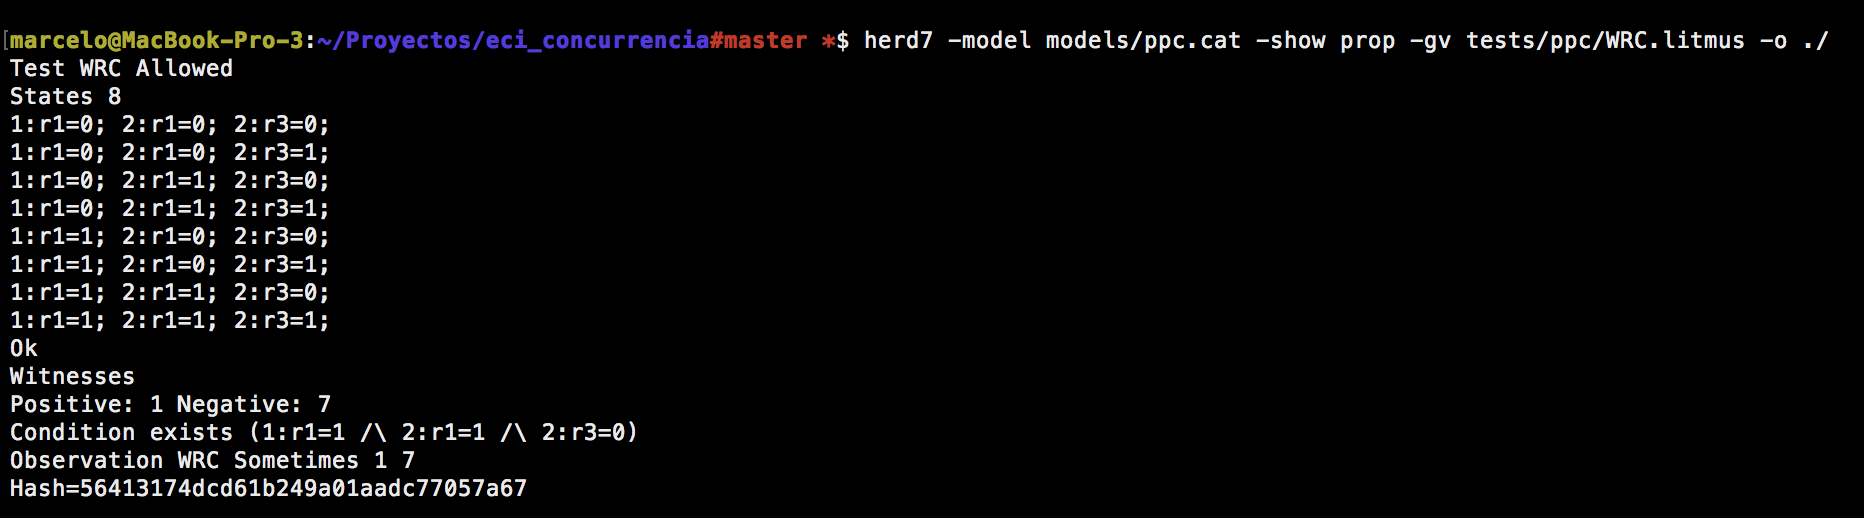 [marcelo@MacBook-Pro-3:~/Proyectos/eci_concurrencia#master *$ herd7 -model models/ppc.cat -show prop -gv tests/ppc/WRC.litmus -o ./
Test WRC Allowed
States 8
1:r1=0; 2:r1=0; 2:r3=0;
1:r1=0; 2:r1=0; 2:r3=1;
1:r1=0; 2:r1=1; 2:r3=0;
1:r1=0; 2:r1=1; 2:r3=1;
1:r1=1; 2:r1=0; 2:r3=0;
1:r1=1; 2:r1=0; 2:r3=1;
1:r1=1; 2:r1=1; 2:r3=0;
1:r1=1; 2:r1=1; 2:r3=1;
Ok
Witnesses
Positive: 1 Negative: 7
Condition exists (1:r1=1 /\ 2:r1=1 /\ 2:r3=0)
Observation WRC Sometimes 1 7
Hash=56413174dcd61b249a01aadc77057a67